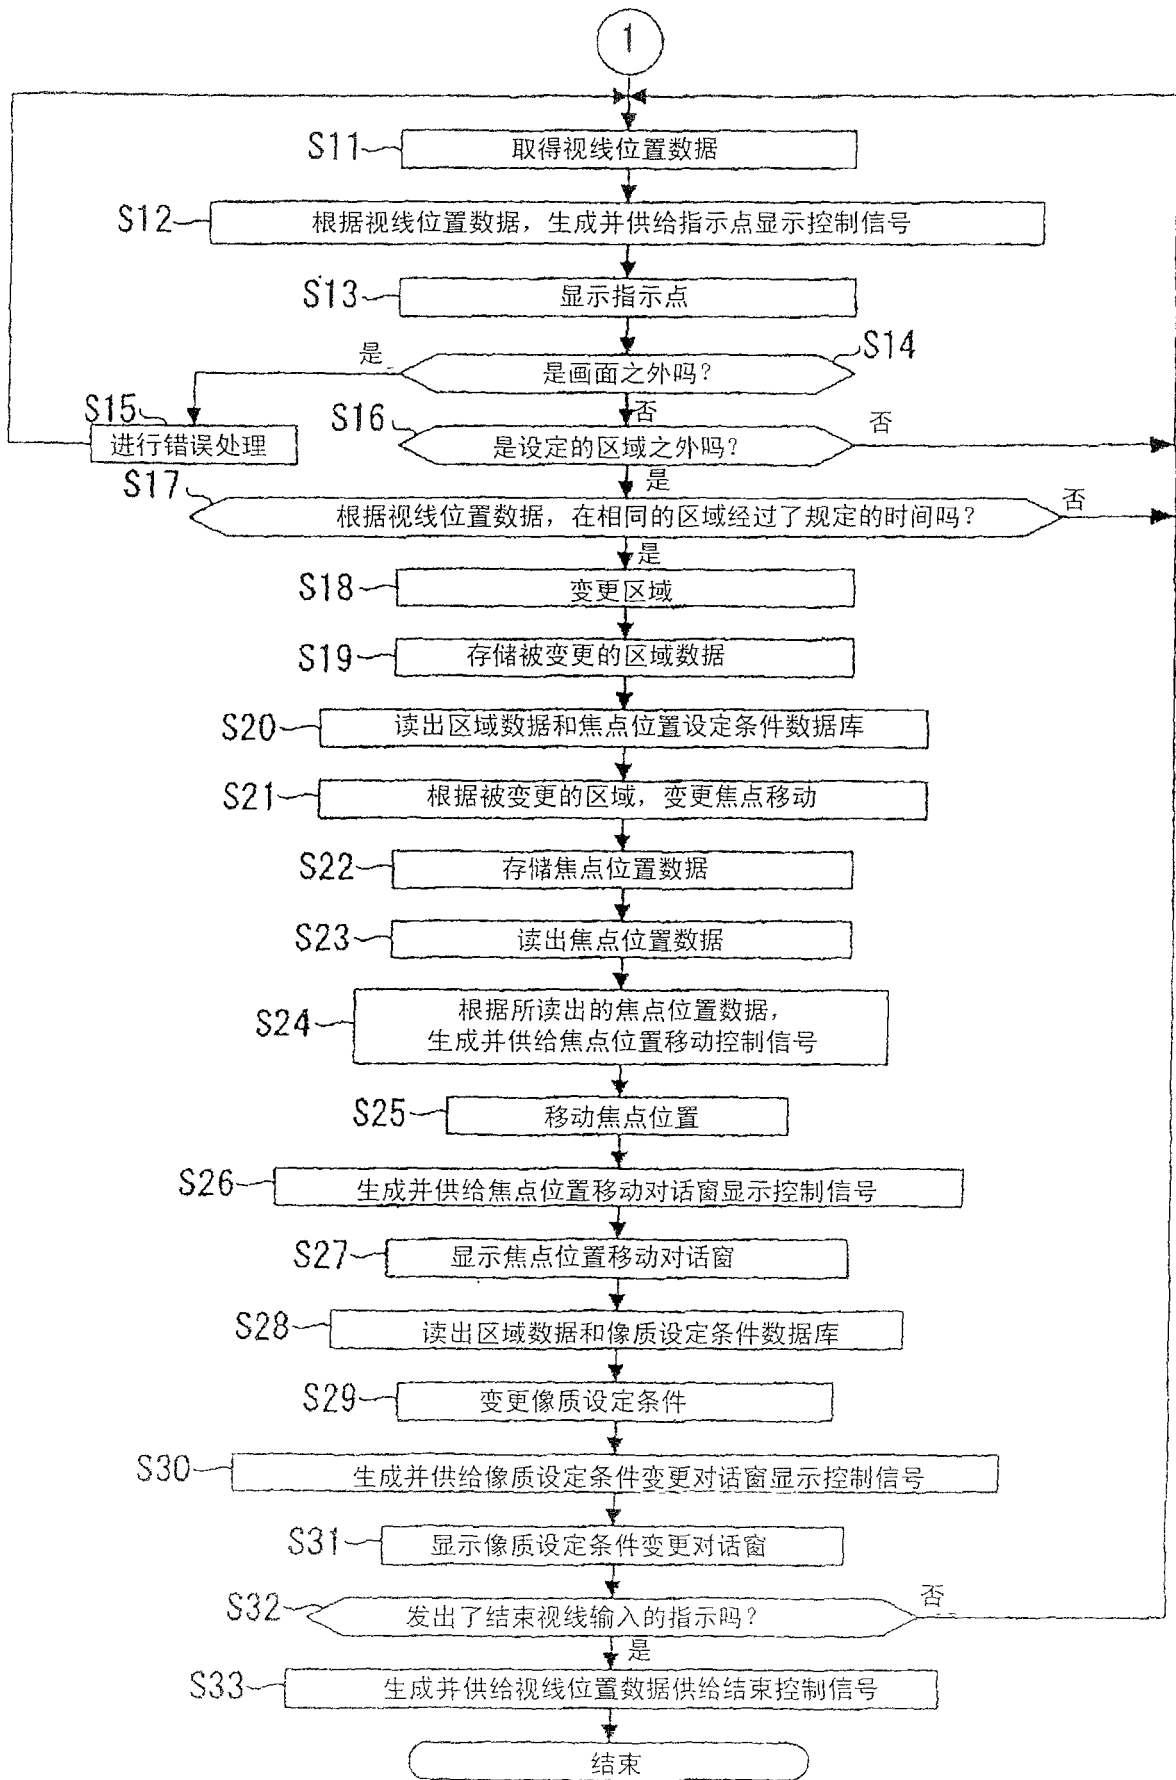 1
S11
取得视线位置数据
S12
根据视线位置数据，生成并供给指示点显示控制信号
S13
显示指示点
S14
是画面之外吗？
是
否
S15
进行错误处理
S16
是设定的区域之外吗？
否
是
S17
根据视线位置数据，在相同的区域经过了规定的时间吗？
否
是
S18
变更区域
S19
存储被变更的区域数据
S20
读出区域数据和焦点位置设定条件数据库
S21
根据被变更的区域，变更焦点移动
S22
存储焦点位置数据
S23
读出焦点位置数据
S24
根据所读出的焦点位置数据，
生成并供给焦点位置移动控制信号
S25
移动焦点位置
S26
生成并供给焦点位置移动对话窗显示控制信号
S27
显示焦点位置移动对话窗
S28
读出区域数据和像质设定条件数据库
S29
变更像质设定条件
S30
生成并供给像质设定条件变更对话窗显示控制信号
S31
显示像质设定条件变更对话窗
S32
发出了结束视线输入的指示吗？
否
是
S33
生成并供给视线位置数据供给结束控制信号
结束